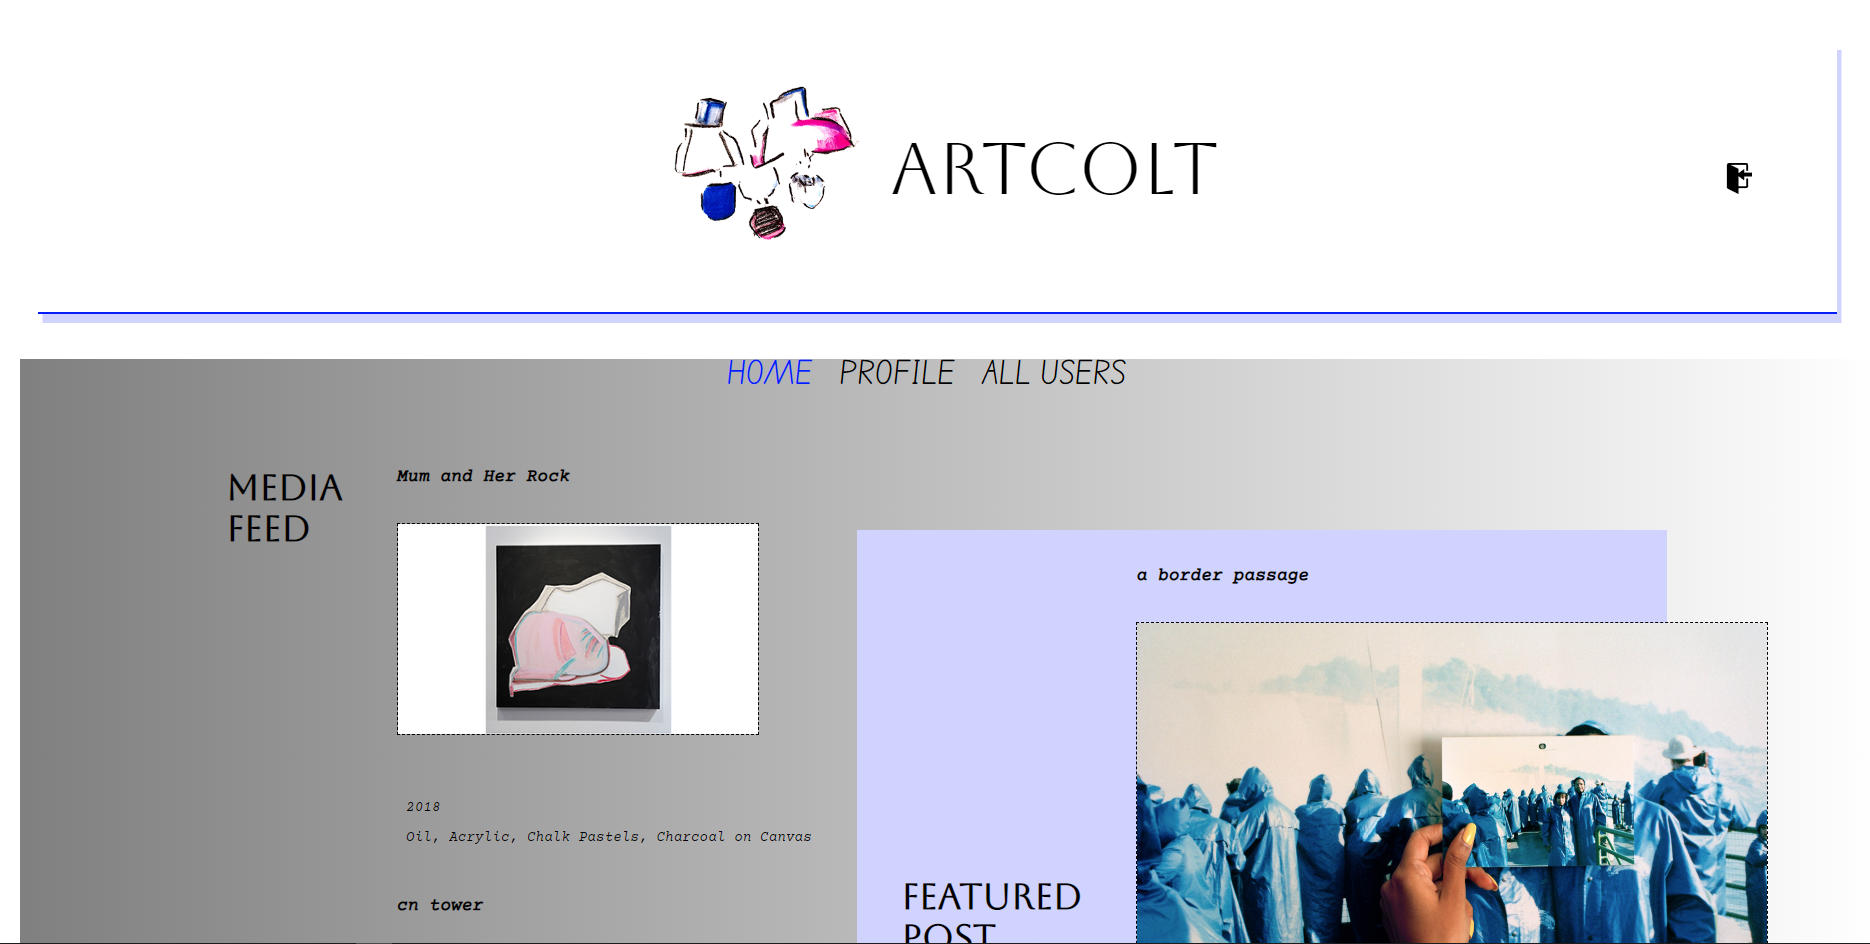 ARTCOLT
HOME PROFILE ALL USERS
MEDIA
FEED
Mum and Her Rock
2018
Oil, Acrylic, Chalk Pastels, Charcoal on Canvas
cn tower
a border passage
FEATURED
POST